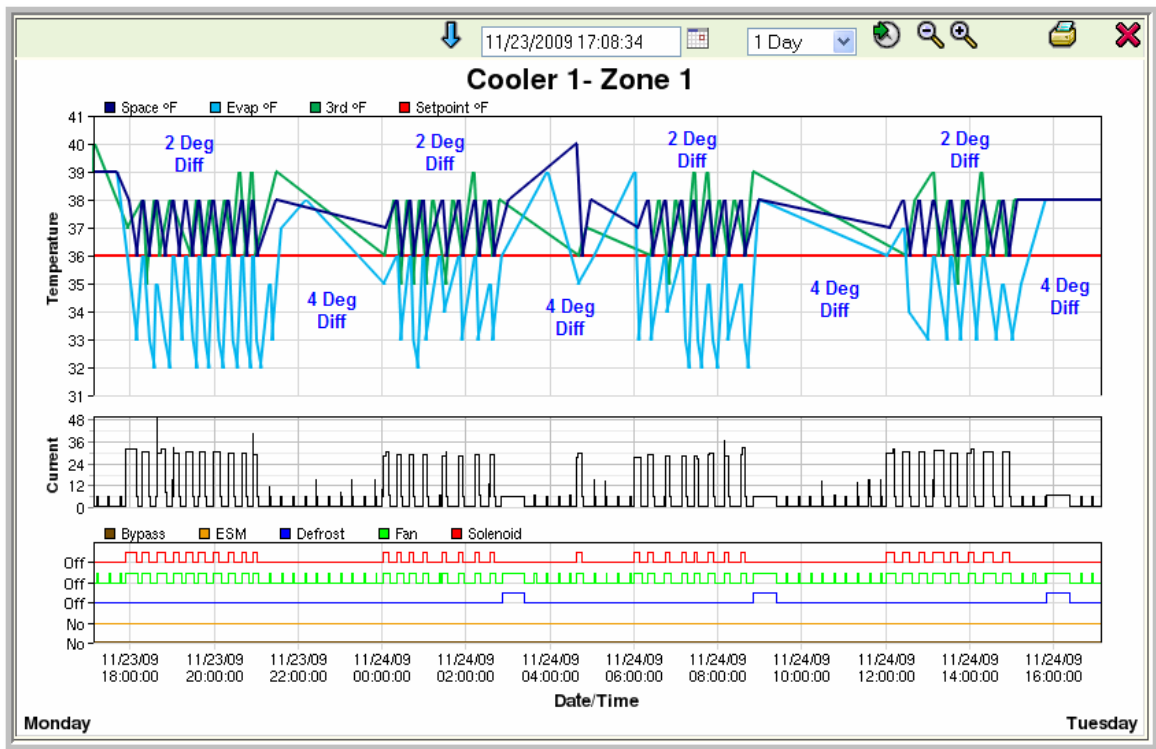 11/23/2009 17:08:34 1 Day
Cooler 1- Zone 1
Space ºF Evap ºF 3rd ºF Setpoint ºF
41
40
39
38
37
36
35
34
33
32
31
Temperature
2 Deg
Diff
2 Deg
Diff
2 Deg
Diff
2 Deg
Diff
4 Deg
Diff
4 Deg
Diff
4 Deg
Diff
4 Deg
Diff
48
36
24
12
0
Current
Bypass ESM Defrost Fan Solenoid
Off
Off
Off
No
No
11/23/09 11/23/09 11/23/09 11/24/09 11/24/09 11/24/09 11/24/09 11/24/09 11/24/09 11/24/09 11/24/09 11/24/09
18:00:00 20:00:00 22:00:00 00:00:00 02:00:00 04:00:00 06:00:00 08:00:00 10:00:00 12:00:00 14:00:00 16:00:00
Date/Time
Monday Tuesday